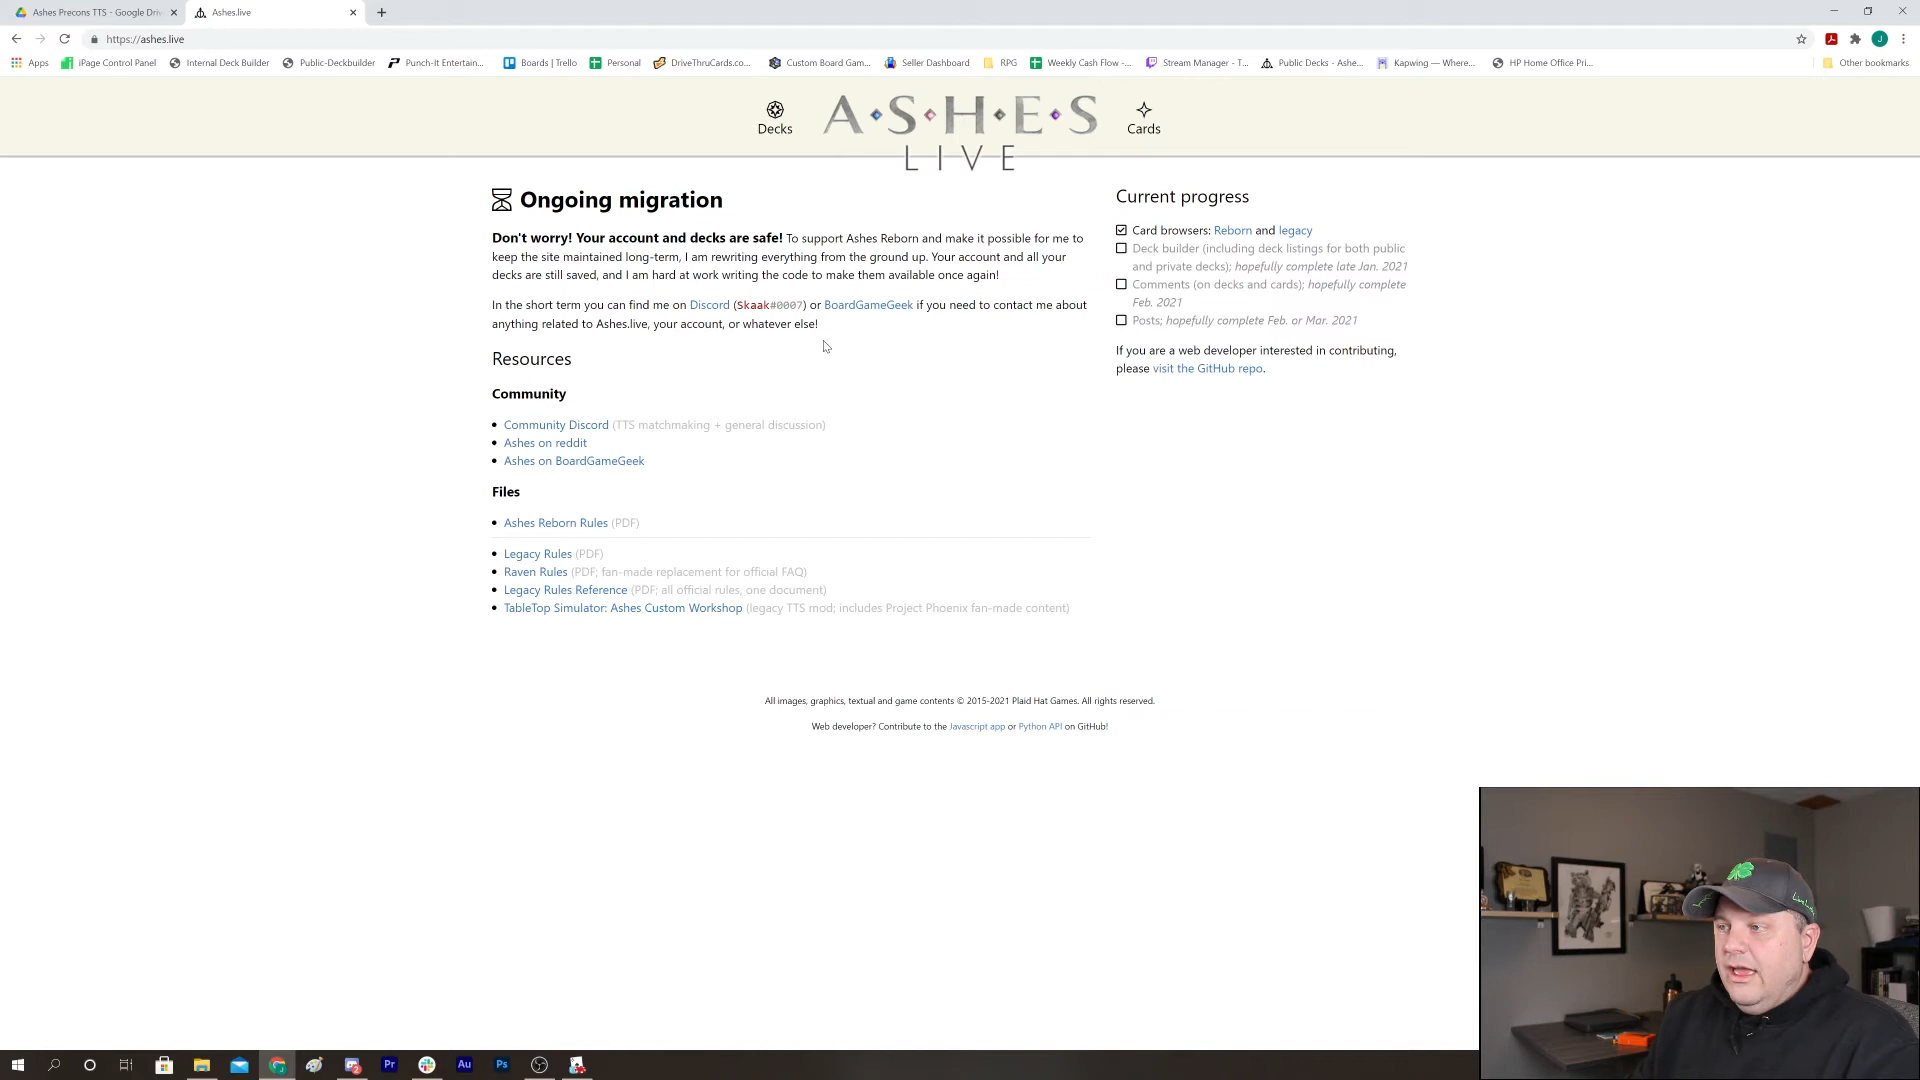 Ashes Precons TTS - Google Driv
Ashes.live
https://ashes.live
Apps
iPage Control Panel
Internal Deck Builder
Public-Deckbuilder
Punch-It Entertain...
Boards | Trello
Personal
DriveThruCards.co...
Custom Board Gam...
Seller Dashboard
RPG
Weekly Cash Flow -...
Stream Manager - T...
Public Decks - Ashe...
Kapwing — Where...
HP Home Office Pri...
Other bookmarks
Decks
A S H E S
LIVE
Cards
Ongoing migration
Don't worry! Your account and decks are safe! To support Ashes Reborn and make it possible for me to
keep the site maintained long-term, I am rewriting everything from the ground up. Your account and all your
decks are still saved, and I am hard at work writing the code to make them available once again!
In the short term you can find me on Discord (Skaak#0007) or BoardGameGeek if you need to contact me about
anything related to Ashes.live, your account, or whatever else!
Resources
Community
Community Discord (TTS matchmaking + general discussion)
Ashes on reddit
Ashes on BoardGameGeek
Files
Ashes Reborn Rules (PDF)
Legacy Rules (PDF)
Raven Rules (PDF; fan-made replacement for official FAQ)
Legacy Rules Reference (PDF; all official rules, one document)
TableTop Simulator: Ashes Custom Workshop (legacy TTS mod; includes Project Phoenix fan-made content)
Current progress
Card browsers: Reborn and legacy
Deck builder (including deck listings for both public
and private decks); hopefully complete late Jan. 2021
Comments (on decks and cards); hopefully complete
Feb. 2021
Posts; hopefully complete Feb. or Mar. 2021
If you are a web developer interested in contributing,
please visit the GitHub repo.
All images, graphics, textual and game contents © 2015-2021 Plaid Hat Games. All rights reserved.
Web developer? Contribute to the Javascript app or Python API on GitHub!
J
Pr
Au
Ps